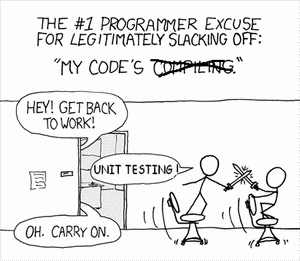 THE #1 PROGRAMMER EXCUSE
FOR LEGITIMATELY SLACKING OFF:
"MY CODE'S COMPILING."
HEY! GET BACK
TO WORK!
UNIT TESTING!
OH. CARRY ON.